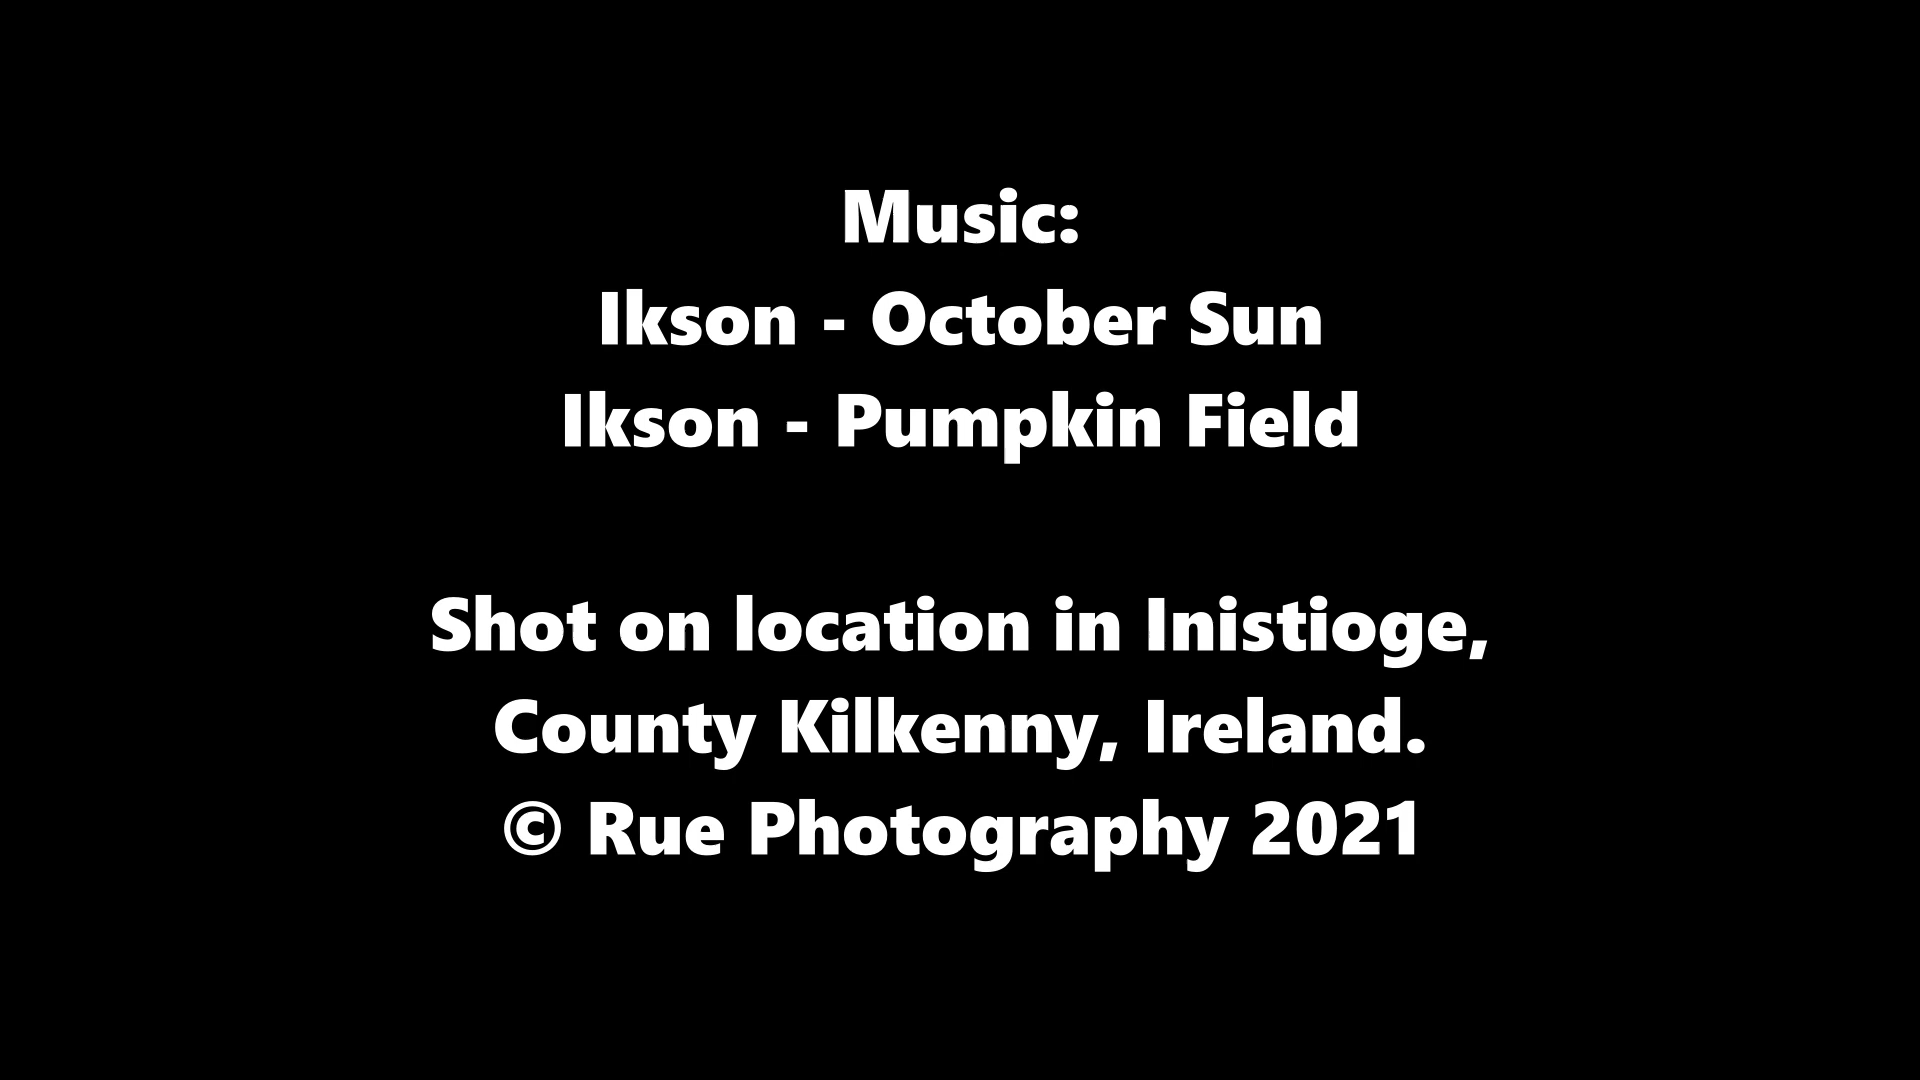 Music:
Ikson - October Sun
Ikson - Pumpkin Field
Shot on location in Inistioge,
County Kilkenny, Ireland.
© Rue Photography 2021